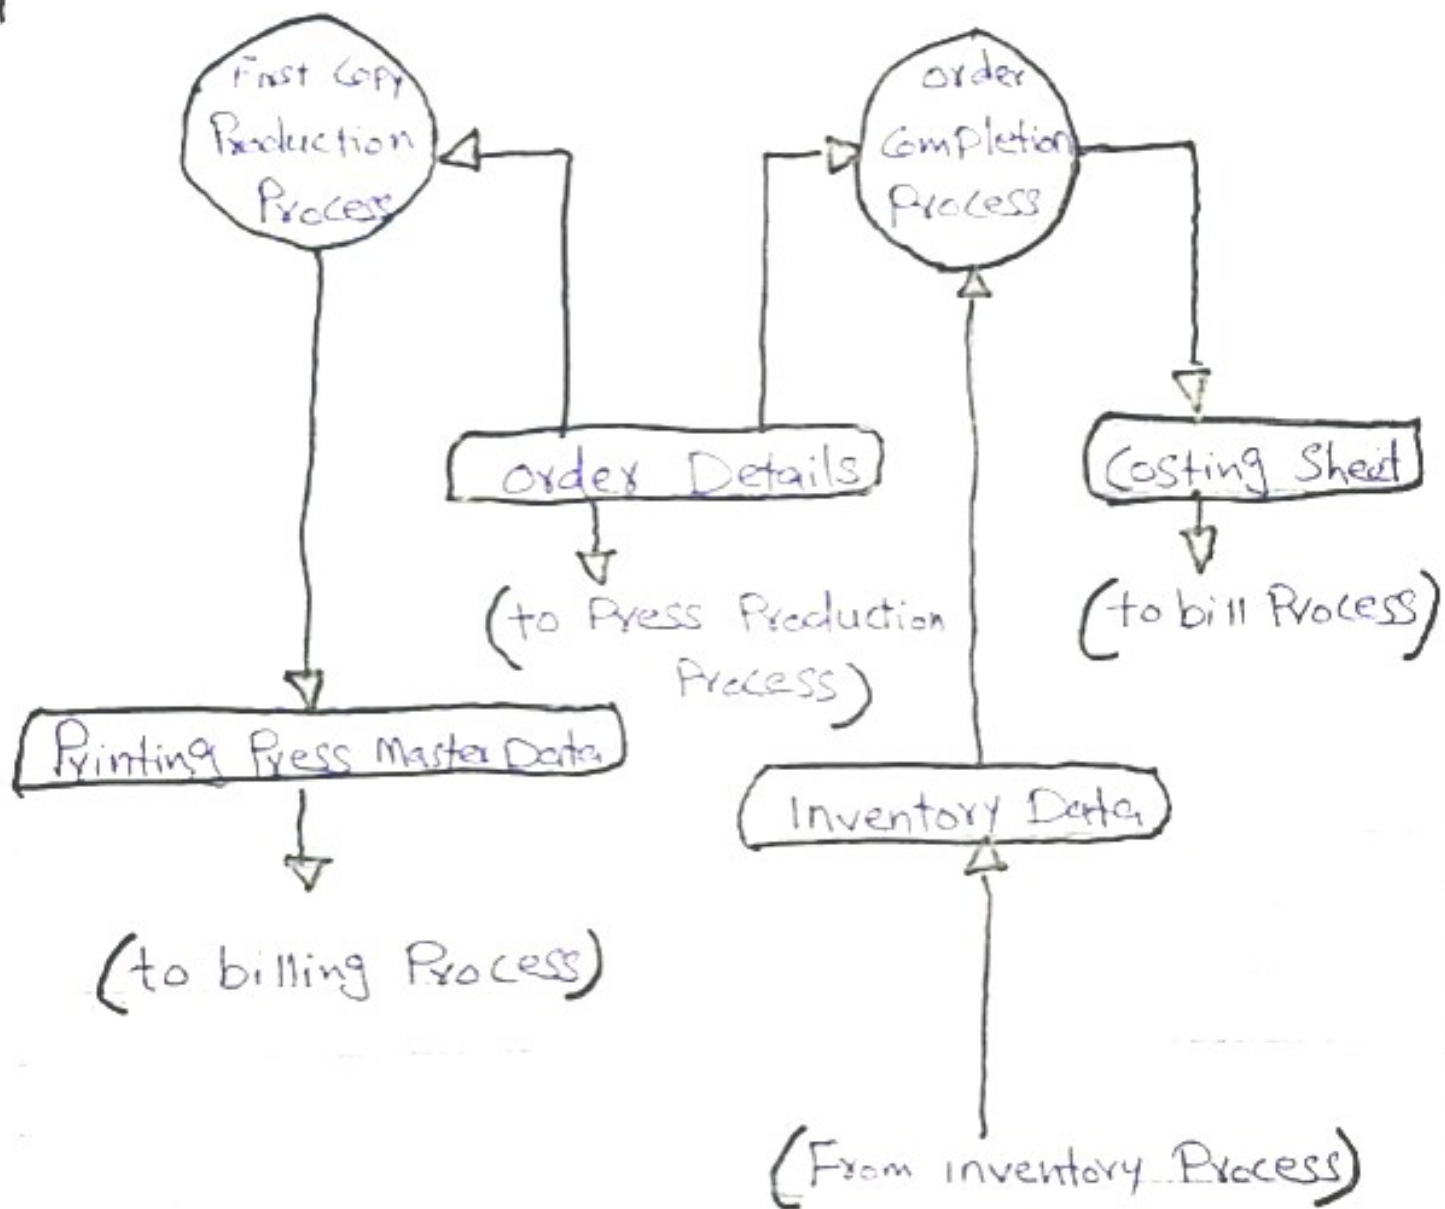 First Copy
Production
Process
order
Completion
Process
order Details
Costing Sheet
(to Press Production
Process)
(to bill Process)
Printing Press Master Data
Inventory Data
(to billing Process)
(From inventory Process)